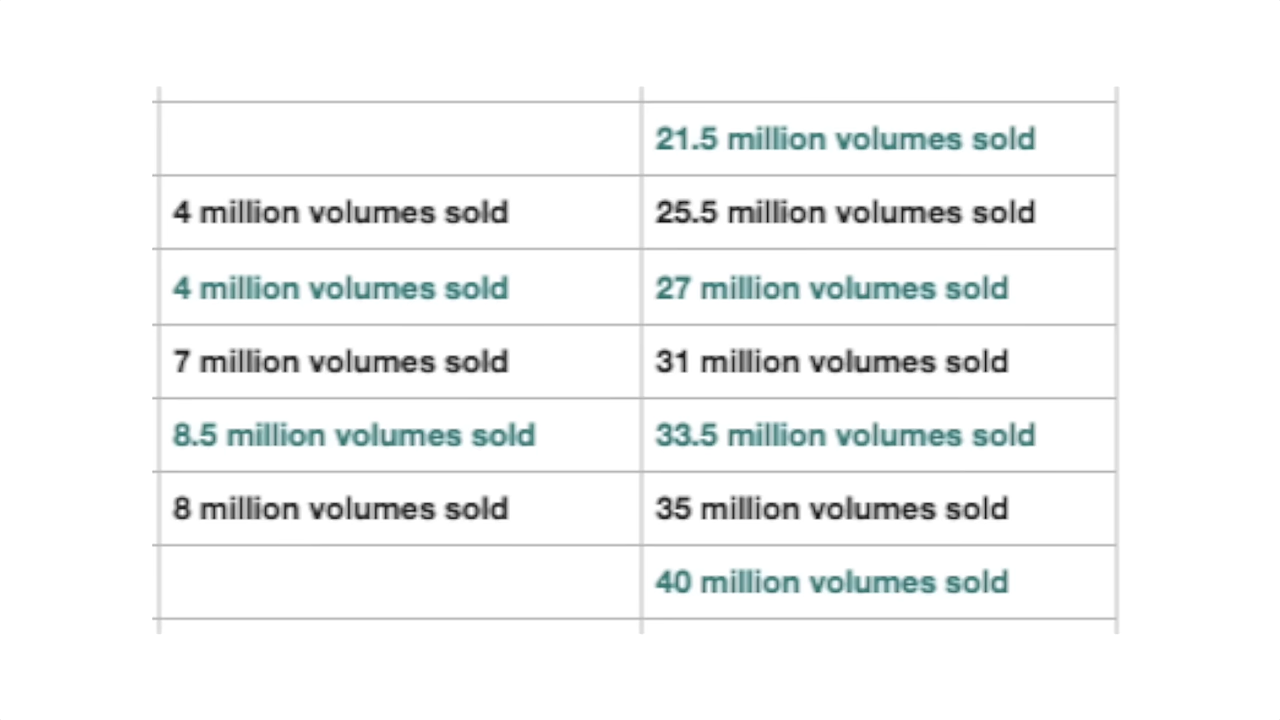 21.5 million volumes sold
4 million volumes sold 25.5 million volumes sold
4 million volumes sold 27 million volumes sold
7 million volumes sold 31 million volumes sold
8.5 million volumes sold 33.5 million volumes sold
8 million volumes sold 35 million volumes sold
40 million volumes sold